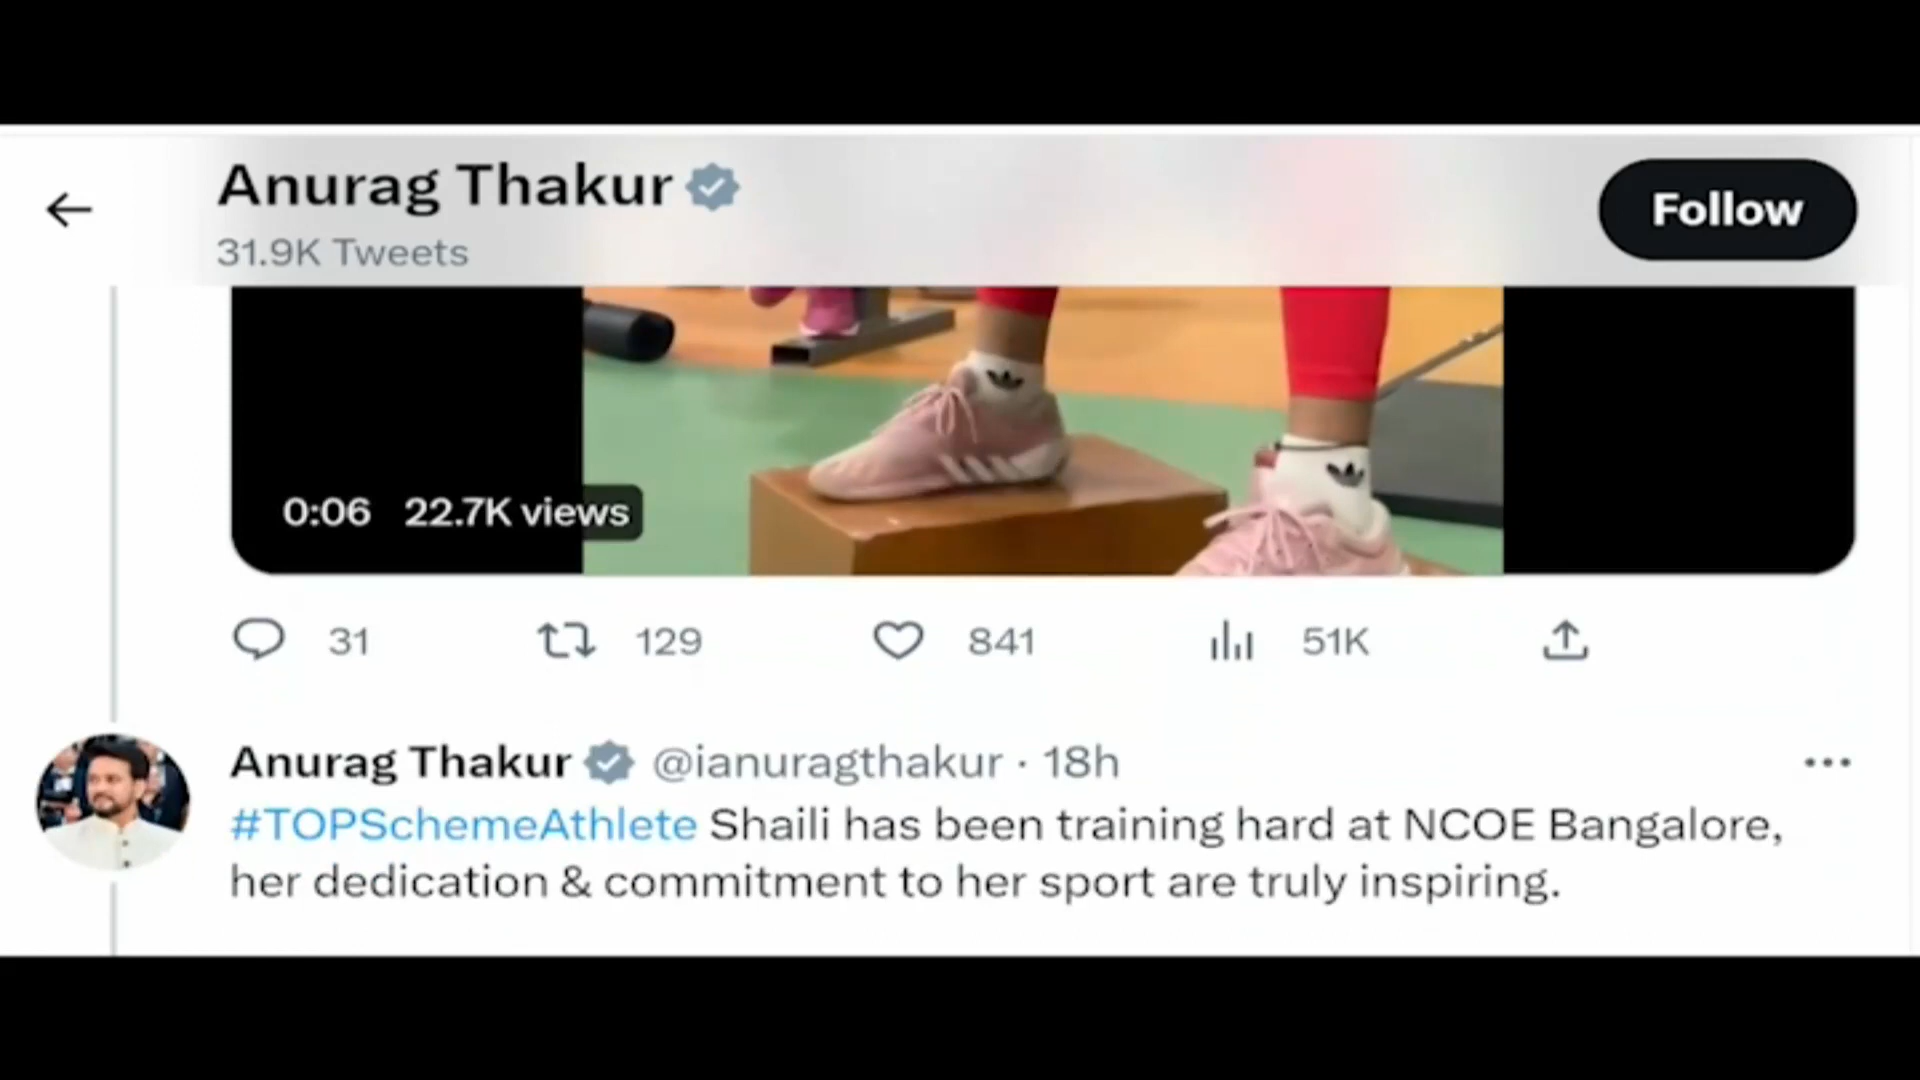 Anurag Thakur
31.9K Tweets
Follow
0:06 22.7K views
31 129 841 51K
Anurag Thakur @ianuragthakur · 18h
#TOPSchemeAthlete Shaili has been training hard at NCOE Bangalore,
her dedication & commitment to her sport are truly inspiring.